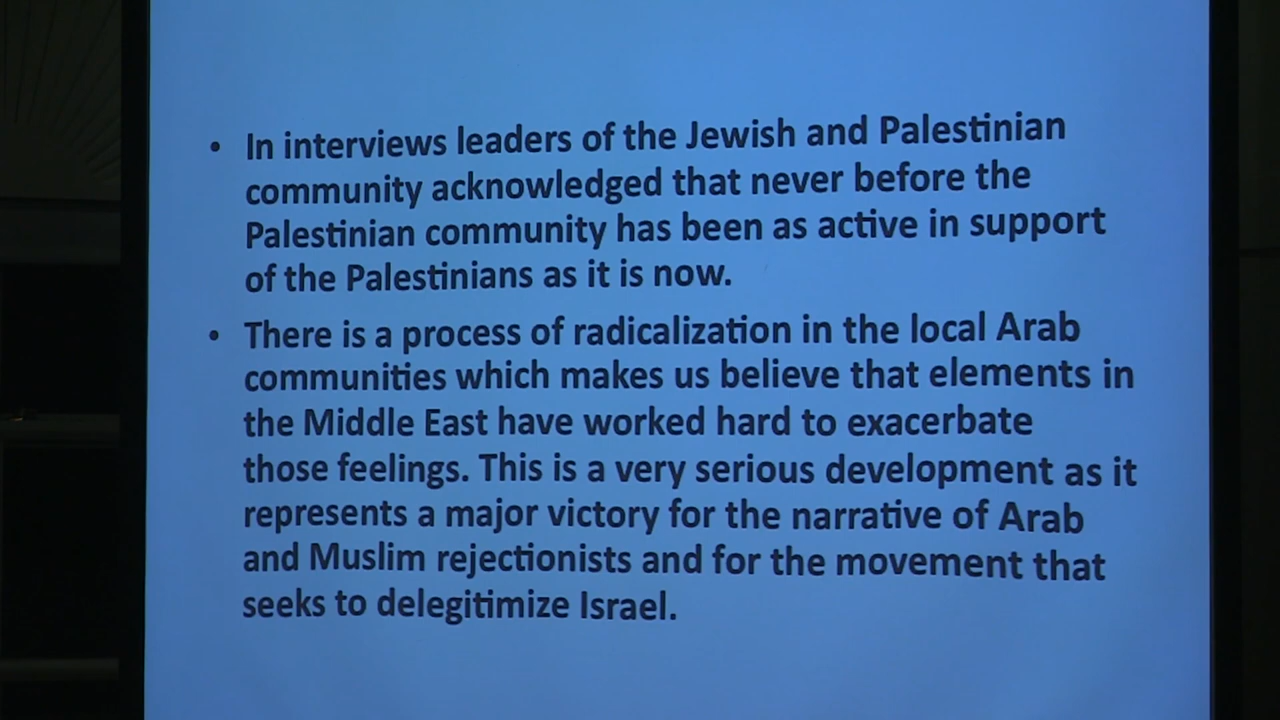 • In interviews leaders of the Jewish and Palestinian
community acknowledged that never before the
Palestinian community has been as active in support
of the Palestinians as it is now.
• There is a process of radicalization in the local Arab
communities which makes us believe that elements in
the Middle East have worked hard to exacerbate
those feelings. This is a very serious development as it
represents a major victory for the narrative of Arab
and Muslim rejectionists and for the movement that
seeks to delegitimize Israel.